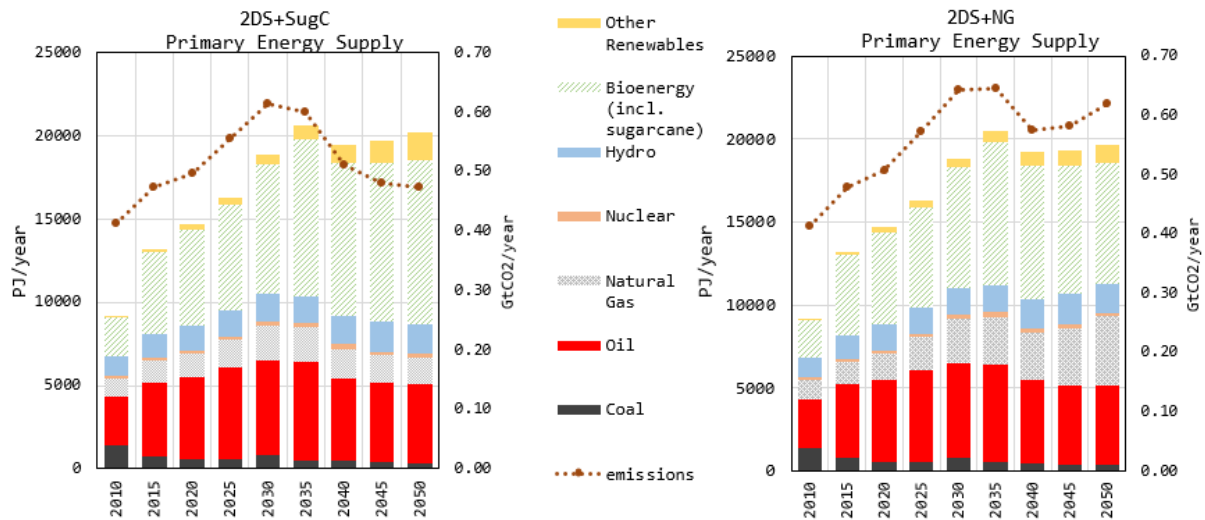 2DS+SugC
Primary Energy Supply
25000
20000
15000
10000
5000
0
PJ/year
0.70
0.60
0.50
0.40
0.30
0.20
0.10
0.00
GtCO2/year
2010
2015
2020
2025
2030
2035
2040
2045
2050
Other
Renewables
Bioenergy
(incl.
sugarcane)
Hydro
Nuclear
Natural
Gas
Oil
Coal
emissions
2DS+NG
Primary Energy Supply
25000
20000
15000
10000
5000
0
PJ/year
0.70
0.60
0.50
0.40
0.30
0.20
0.10
0.00
GtCO2/year
2010
2015
2020
2025
2030
2035
2040
2045
2050